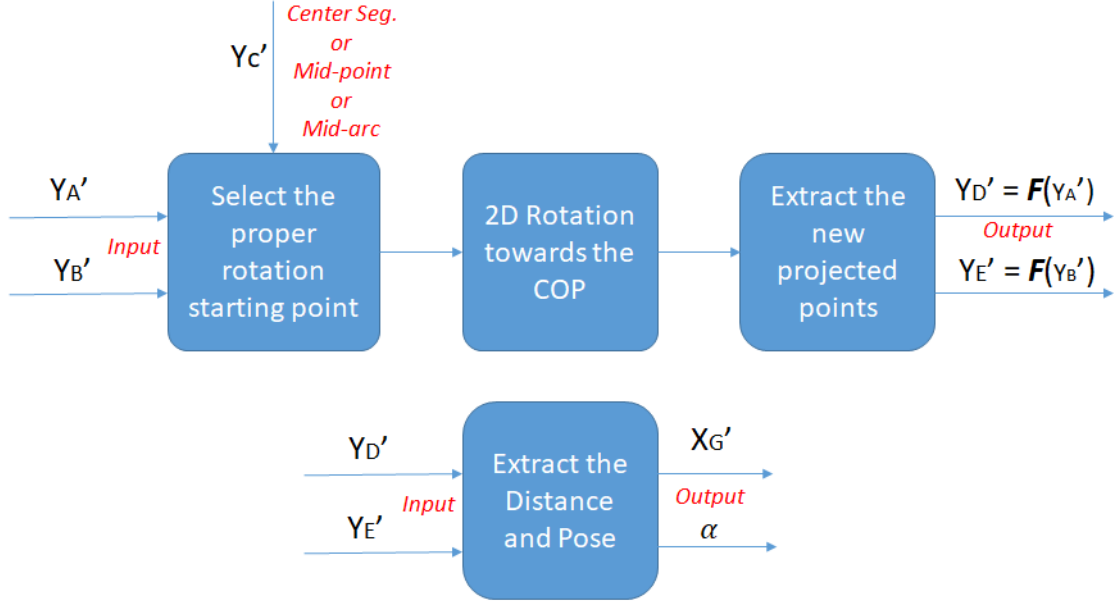 Center Seg.
or
Mid-point
or
Mid-arc
Yc’
YA’
Input
YB’
Select the
proper
rotation
starting point
2D Rotation
towards the
COP
Extract the
new
projected
points
YD’ = F(YA’)
Output
YE’ = F(YB’)
YD’
Input
YE’
Extract the
Distance
and Pose
XG’
Output
α